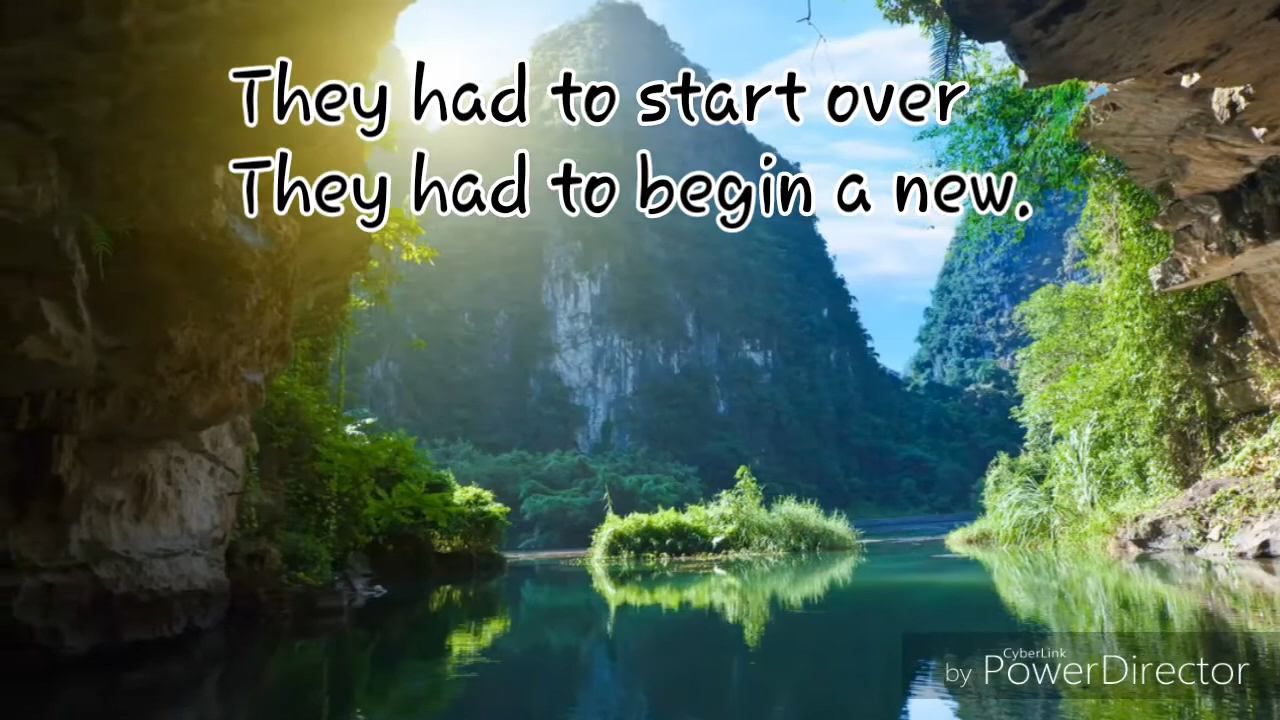 They had to start over
They had to begin a new.
CyberLink
by PowerDirector